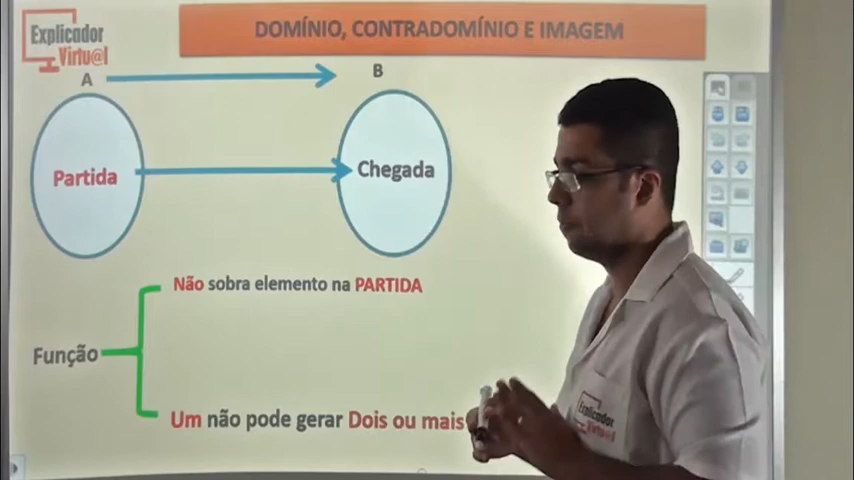 Explicador
Virtu@l
DOMÍNIO, CONTRADOMÍNIO E IMAGEM
A
B
Partida
Chegada
Não sobra elemento na PARTIDA
Função
Um não pode gerar Dois ou mais
Explicador
Virtu@l